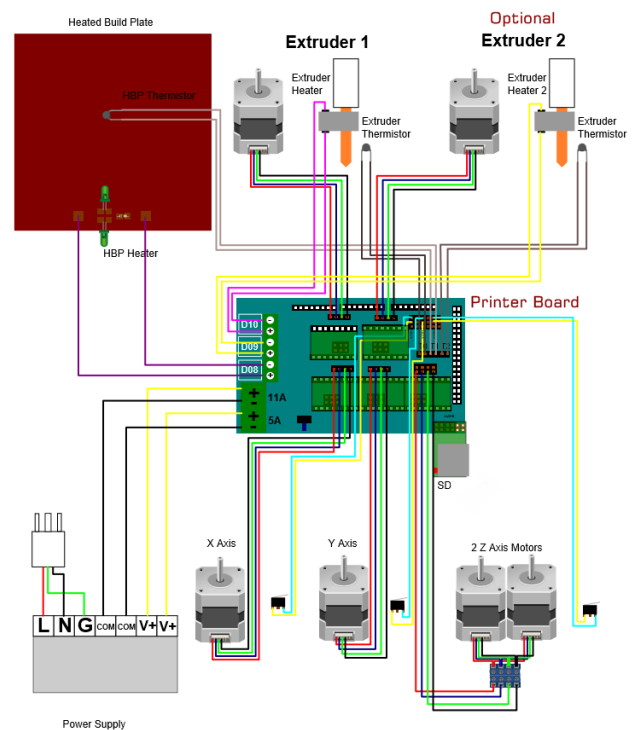 Heated Build Plate
Optional
Extruder 1
Extruder 2
Extruder
Heater
Extruder
Heater 2
HBP Thermistor
Extruder
Thermistor
Extruder
Thermistor
HBP Heater
Printer Board
D10
D09
D08
11A
5A
SD
X Axis
Y Axis
2 Z Axis Motors
L N G COM COM V+ V+
Power Supply